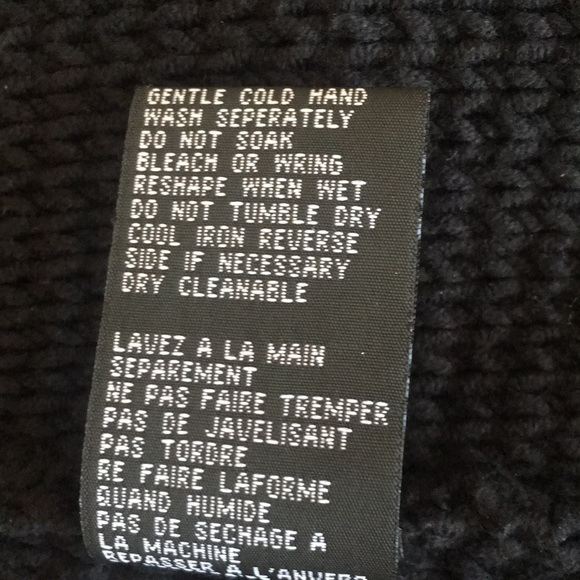 GENTLE COLD HAND
WASH SEPERATELY
DO NOT SOAK
BLEACH OR WRING
RESHAPE WHEN WET
DO NOT TUMBLE DRY
COOL IRON REVERSE
SIDE IF NECESSARY
DRY CLEANABLE
LAVEZ A LA MAIN
SEPAREMENT
NE PAS FAIRE TREMPER
PAS DE JAVELISANT
PAS TORDRE
RE FAIRE LAFORME
QUAND HUMIDE
PAS DE SECHAGE A
LA MACHINE
REPASSER A L'ANVERS